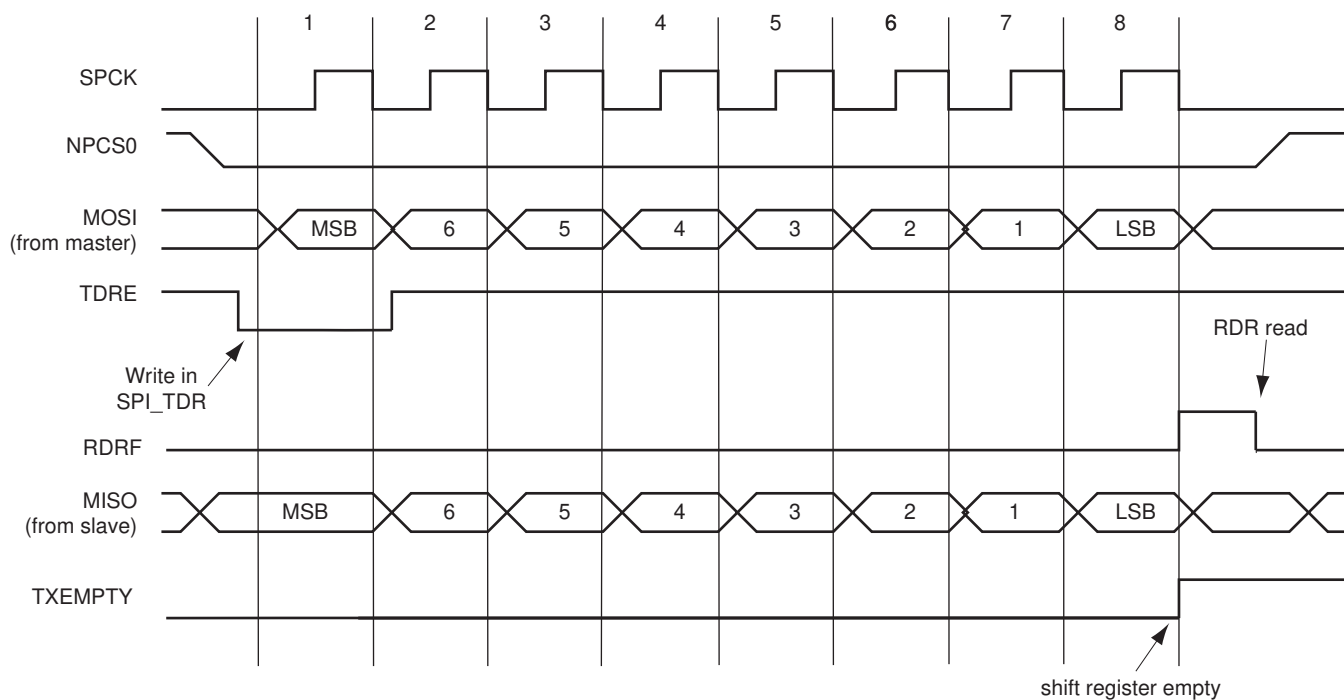 1 2 3 4 5 6 7 8
SPCK
NPCS0
MOSI
(from master)
MSB 6 5 4 3 2 1 LSB
TDRE
Write in
SPI_TDR
RDR read
RDRF
MISO
(from slave)
MSB 6 5 4 3 2 1 LSB
TXEMPTY
shift register empty